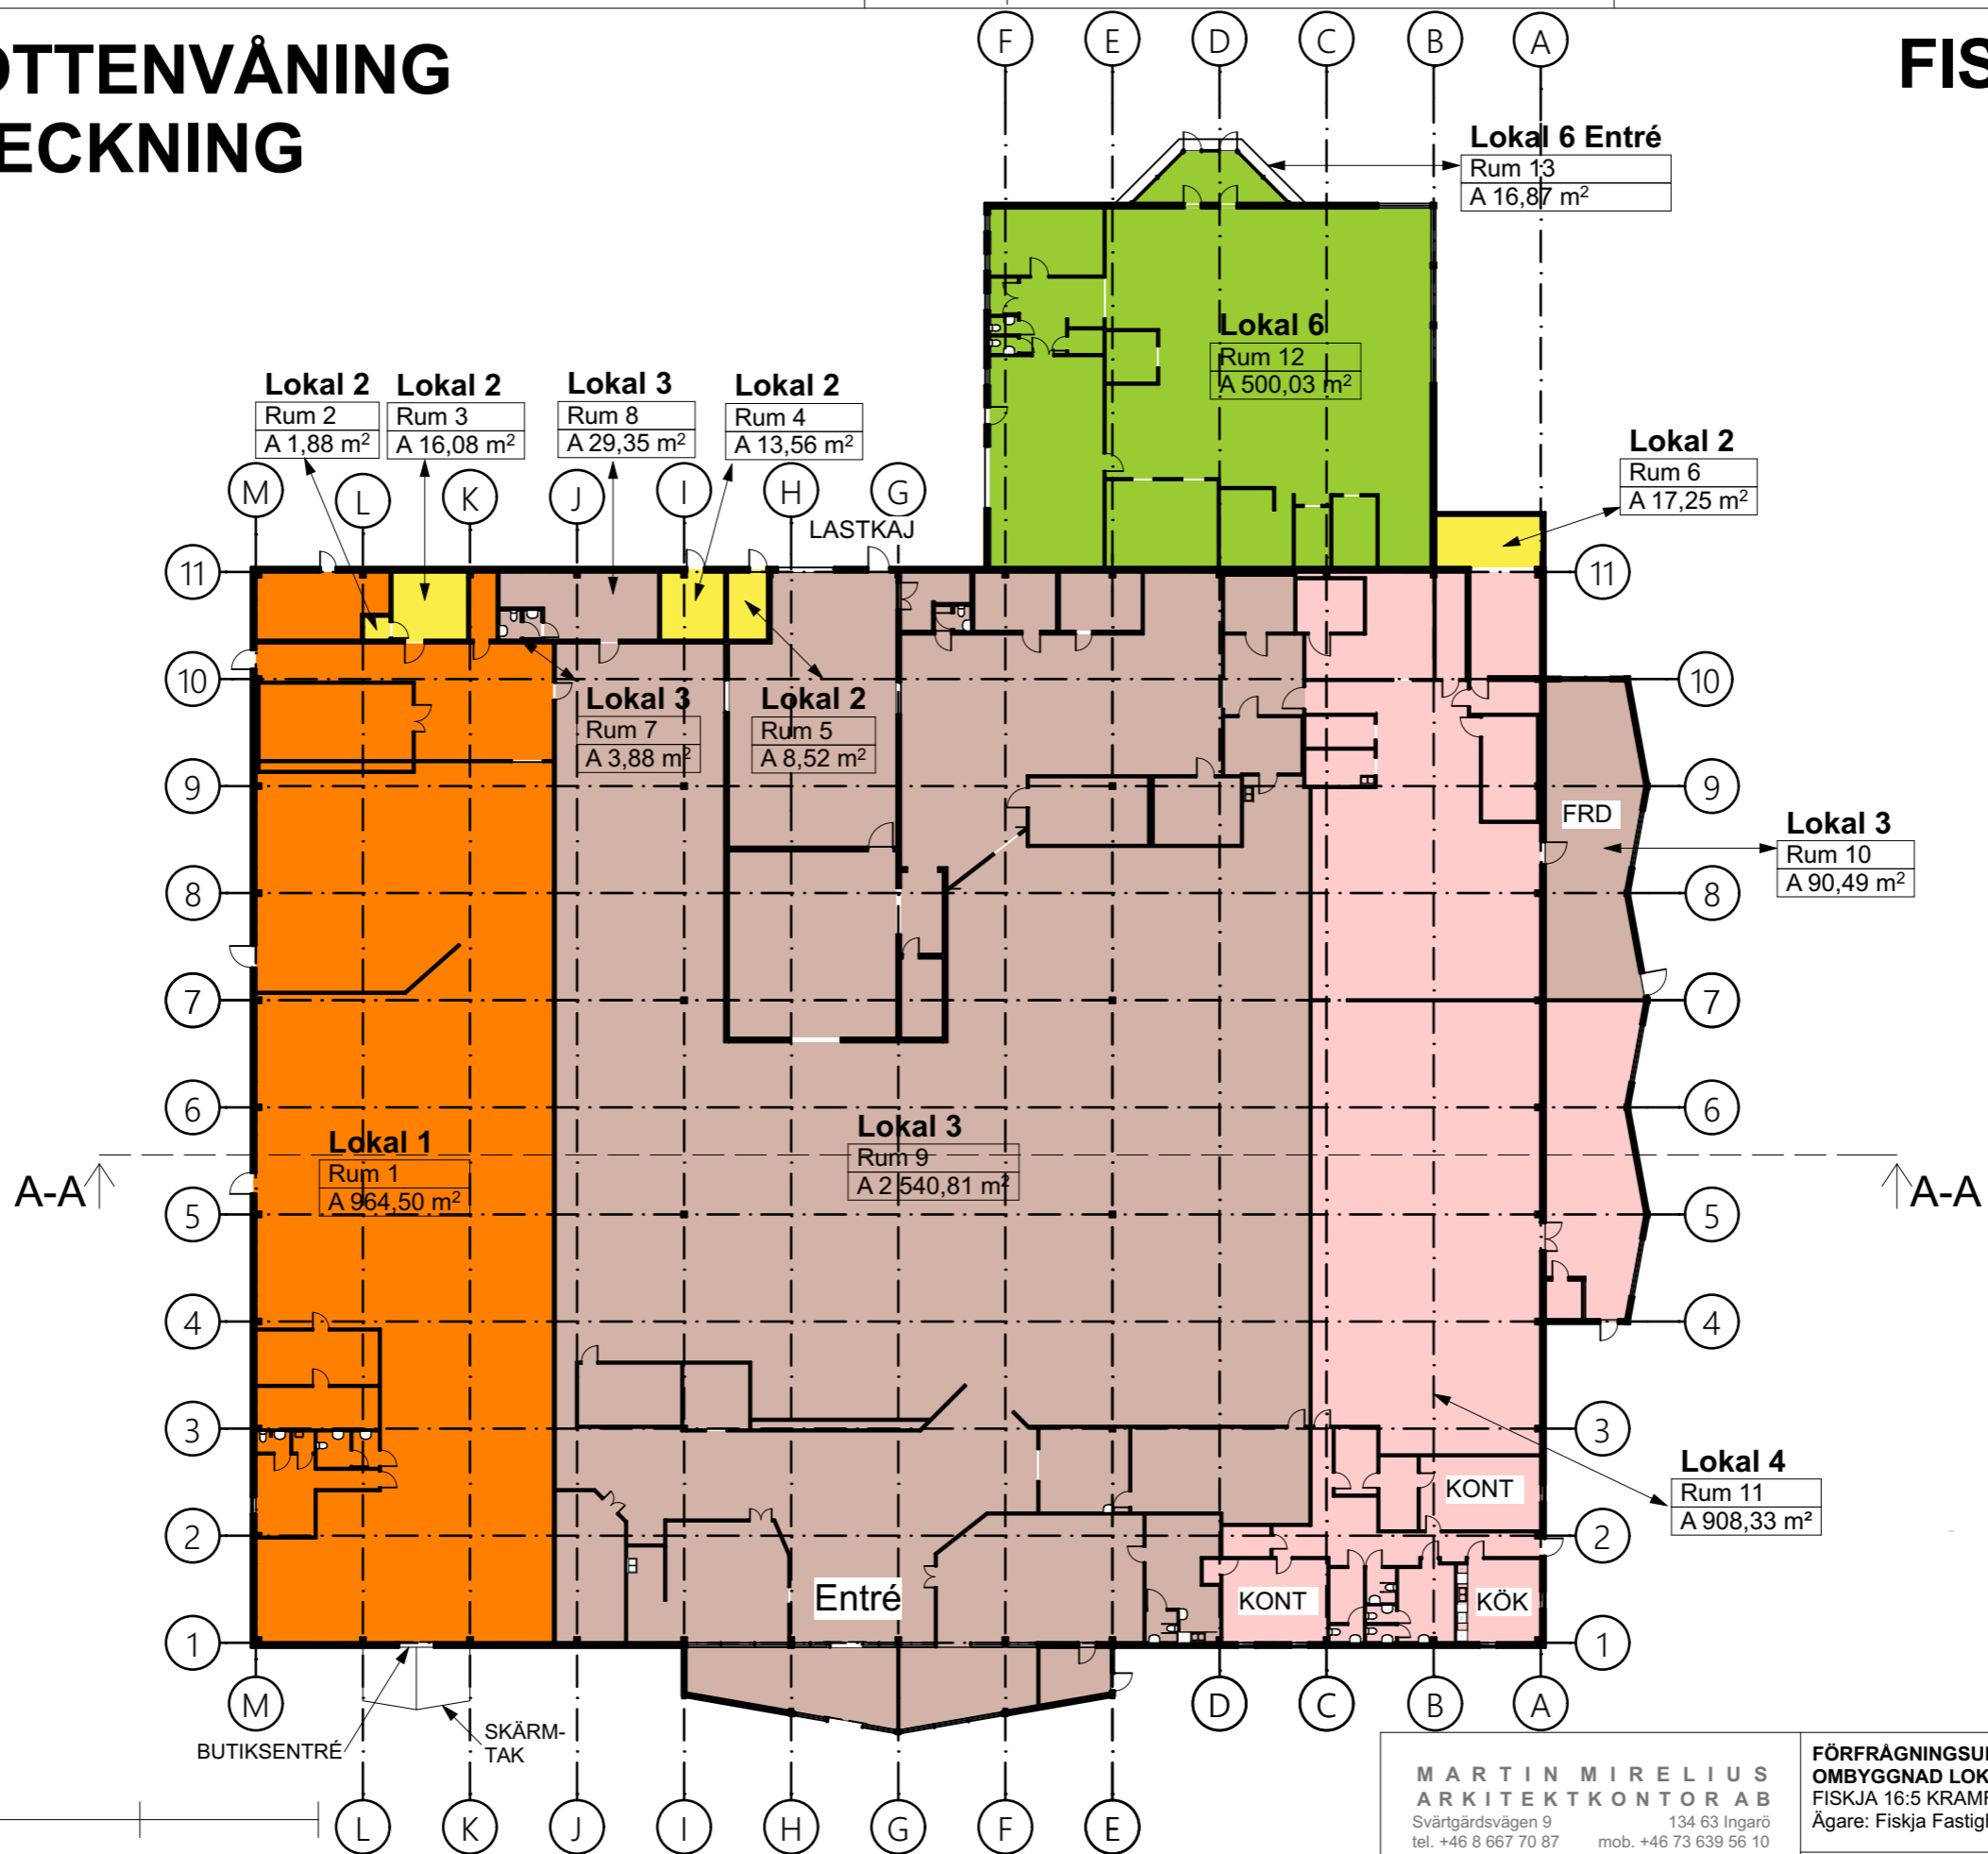 OTTENVÅNING
ECKNING
FIS
F E D C B A
Lokal 6 Entré
Rum 13
A 16,87 m²
Lokal 6
Rum 12
A 500,03 m²
Lokal 2
Rum 2
A 1,88 m²
Lokal 2
Rum 3
A 16,08 m²
Lokal 3
Rum 8
A 29,35 m²
Lokal 2
Rum 4
A 13,56 m²
Lokal 2
Rum 6
A 17,25 m²
M L K J I H G
LASTKAJ
11 11
10 10
Lokal 3
Rum 7
A 3,88 m²
Lokal 2
Rum 5
A 8,52 m²
9 9
FRD
Lokal 3
Rum 10
A 90,49 m²
8 8
7 7
6 6
Lokal 1
Rum 1
A 964,50 m²
Lokal 3
Rum 9
A 2 540,81 m²
A-A A-A
5 5
4 4
3 3
Lokal 4
Rum 11
A 908,33 m²
KONT
2 2
Entré
KONT
KÖK
1 1
M D C B A
BUTIKSENTRÉ
SKÄRM-
TAK
L K J I H G F E
MARTIN MIRELIUS
ARKITEKTKONTOR AB
Svärtgärdsvägen 9 134 63 Ingarö
tel. +46 8 667 70 87 mob. +46 73 639 56 10
FÖRFRÅGNINGSU
OMBYGGNAD LOK
FISKJA 16:5 KRAMF
Ägare: Fiskja Fastigh